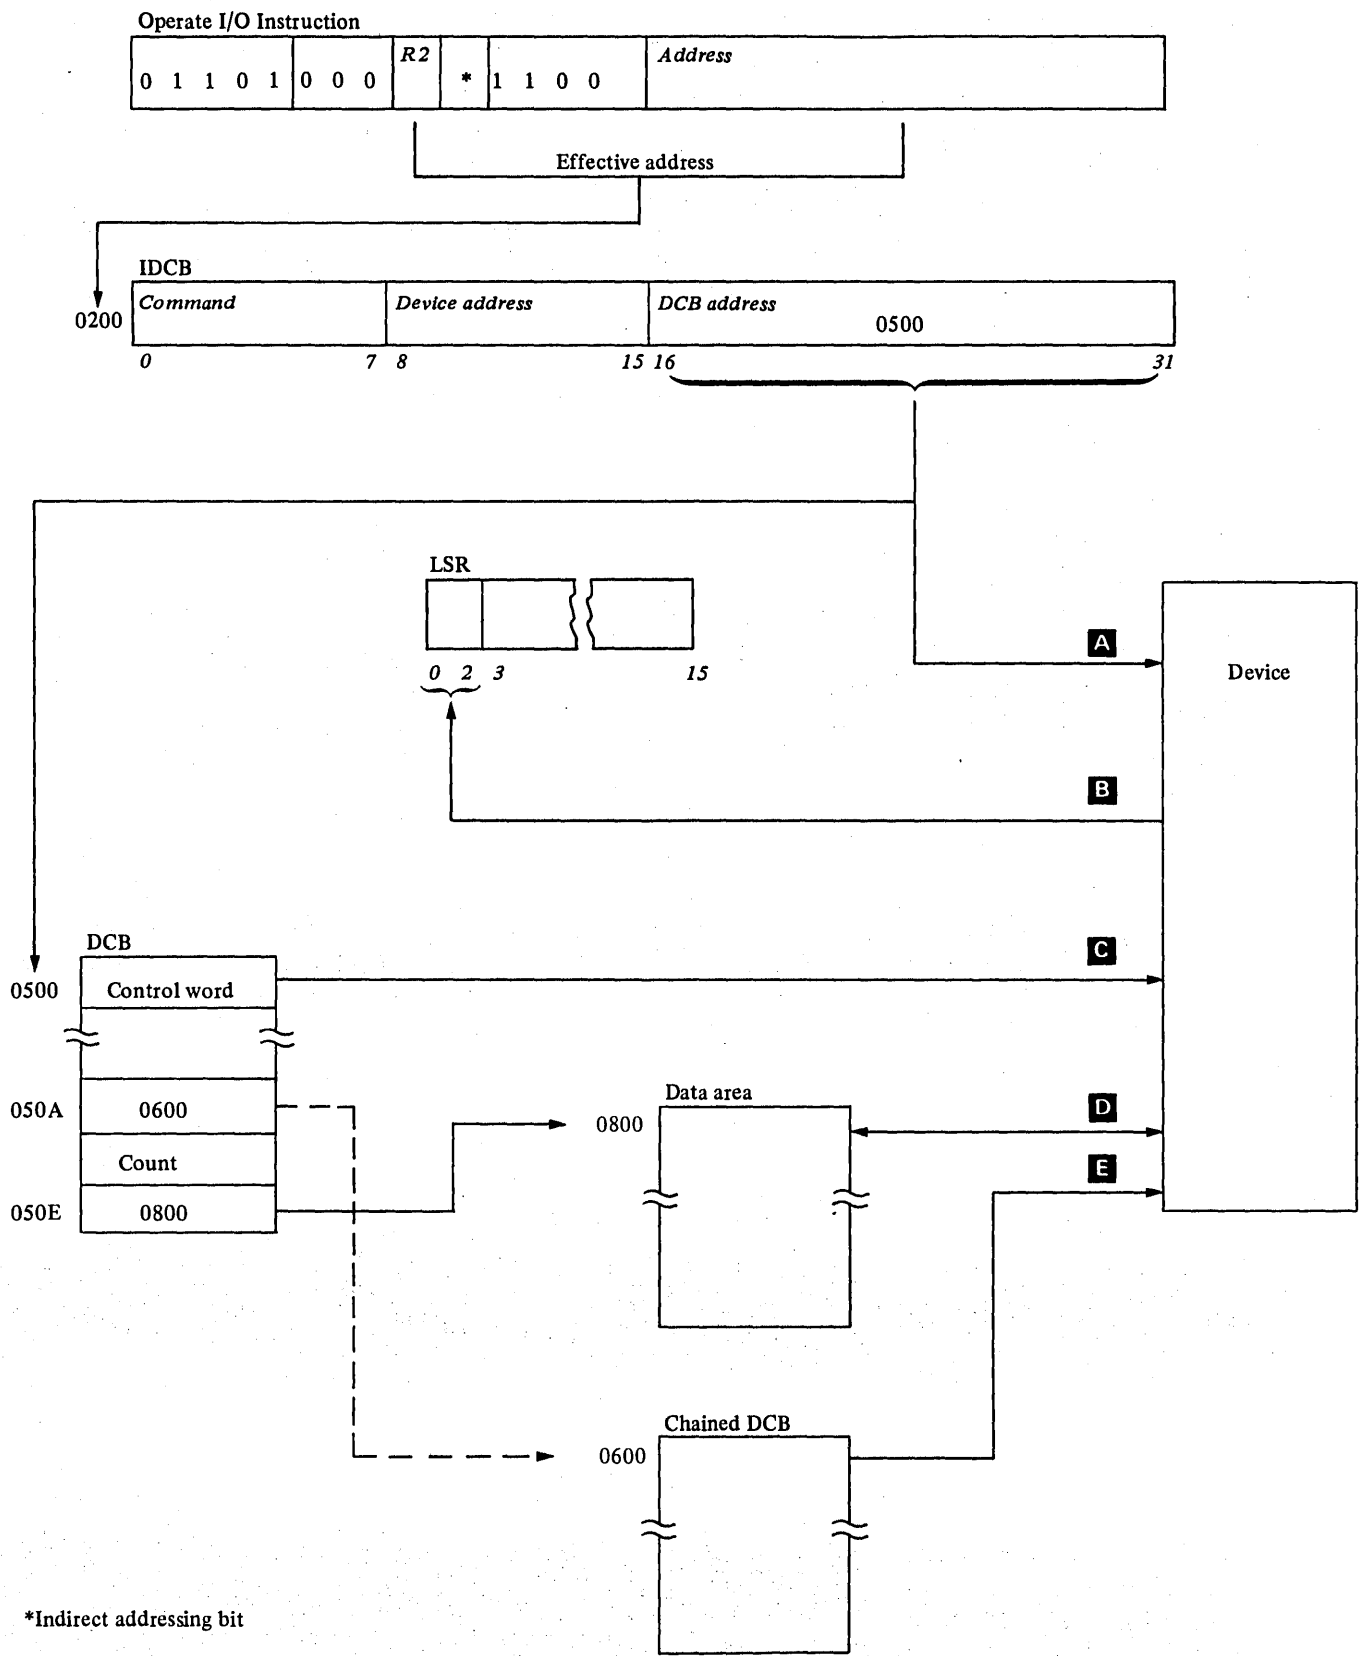 Operate I/O Instruction
R2 Address
0 1 1 0 1 0 0 0 * 1 1 0 0
Effective address
IDCB
Command Device address DCB address
0200 0500
0 7 8 15 16 31
LSR
A
0 2 3 15 Device
B
DCB
C
0500 Control word
Data area
050A 0600 0800 D
Count E
050E 0800
Chained DCB
0600
*Indirect addressing bit